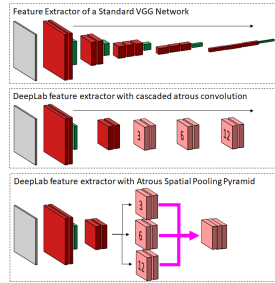 Feature Extractor of a Standard VGG Network
DeepLab feature extractor with cascaded atrous convolution
3 6 12
DeepLab feature extractor with Atrous Spatial Pooling Pyramid
3
6
12